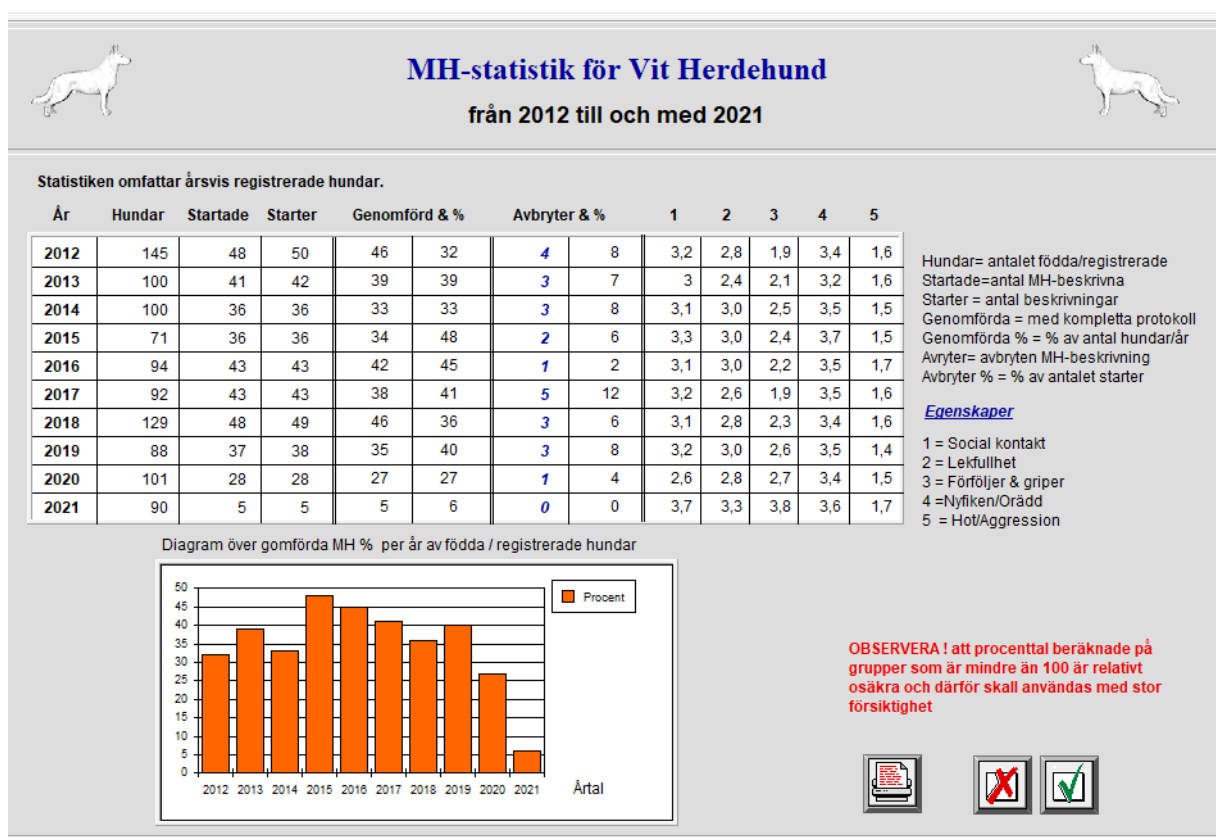 MH-statistik för Vit Herdehund
från 2012 till och med 2021
Statistiken omfattar årsvis registrerade hundar.
År Hundar Startade Starter Genomförd & % Avbryter & % 1 2 3 4 5
2012 145 48 50 46 32 4 8 3,2 2,8 1,9 3,4 1,6
2013 100 41 42 39 39 3 7 3 2,4 2,1 3,2 1,6
2014 100 36 36 33 33 3 8 3,1 3,0 2,5 3,5 1,5
2015 71 36 36 34 48 2 6 3,3 3,0 2,4 3,7 1,5
2016 94 43 43 42 45 1 2 3,1 3,0 2,2 3,5 1,7
2017 92 43 43 38 41 5 12 3,2 2,6 1,9 3,5 1,6
2018 129 48 49 46 36 3 6 3,1 2,8 2,3 3,4 1,6
2019 88 37 38 35 40 3 8 3,2 3,0 2,6 3,5 1,4
2020 101 28 28 27 27 1 4 2,6 2,8 2,7 3,4 1,5
2021 90 5 5 5 6 0 0 3,7 3,3 3,8 3,6 1,7
Hundar= antalet födda/registrerade
Startade=antal MH-beskrivna
Starter = antal beskrivningar
Genomförda = med kompletta protokoll
Genomförda % = % av antal hundar/år
Avryter= avbryten MH-beskrivning
Avbryter % = % av antalet starter
Egenskaper
1 = Social kontakt
2 = Lekfullhet
3 = Förföljer & griper
4 =Nyfiken/Orädd
5 = Hot/Aggression
Diagram över gomförda MH % per år av födda / registrerade hundar
50
45
40
35
30
25
20
15
10
5
0
2012 2013 2014 2015 2016 2017 2018 2019 2020 2021
Årtal
Procent
OBSERVERA ! att procenttal beräknade på
grupper som är mindre än 100 är relativt
osäkra och därför skall användas med stor
försiktighet